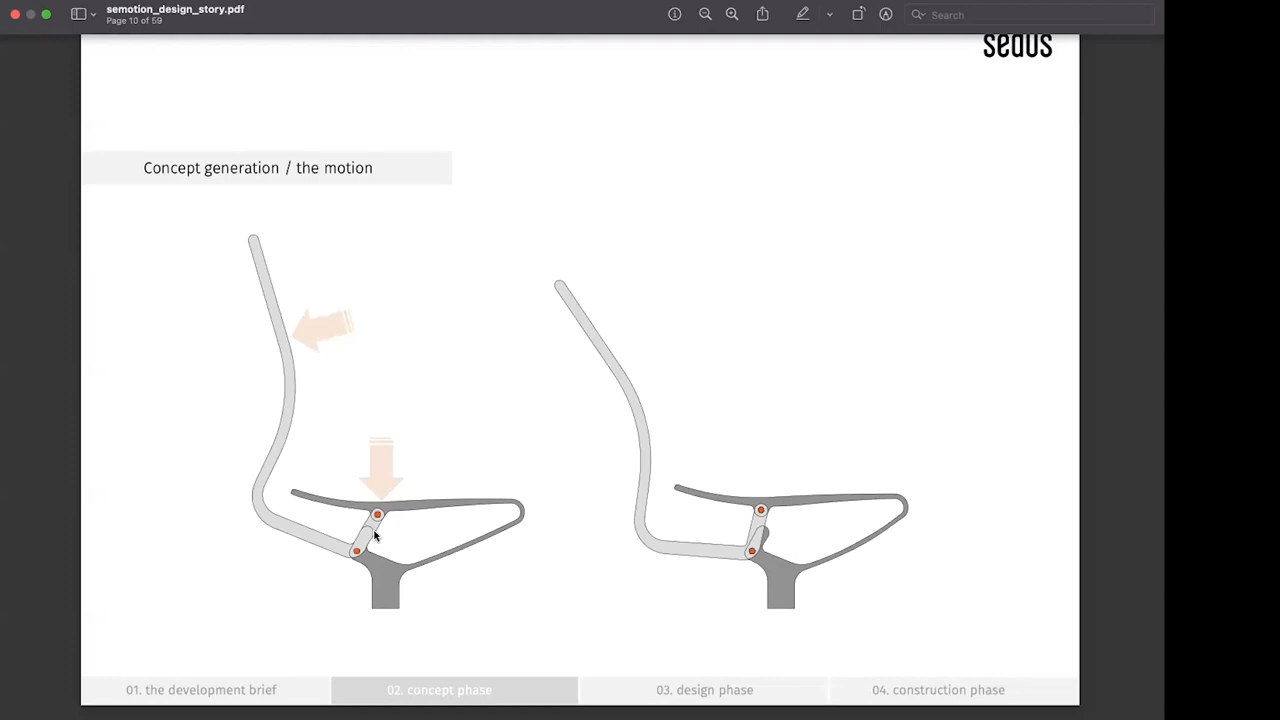 semotion_design_story.pdf
Page 10 of 59
Search
sedus
Concept generation / the motion
01. the development brief
02. concept phase
03. design phase
04. construction phase